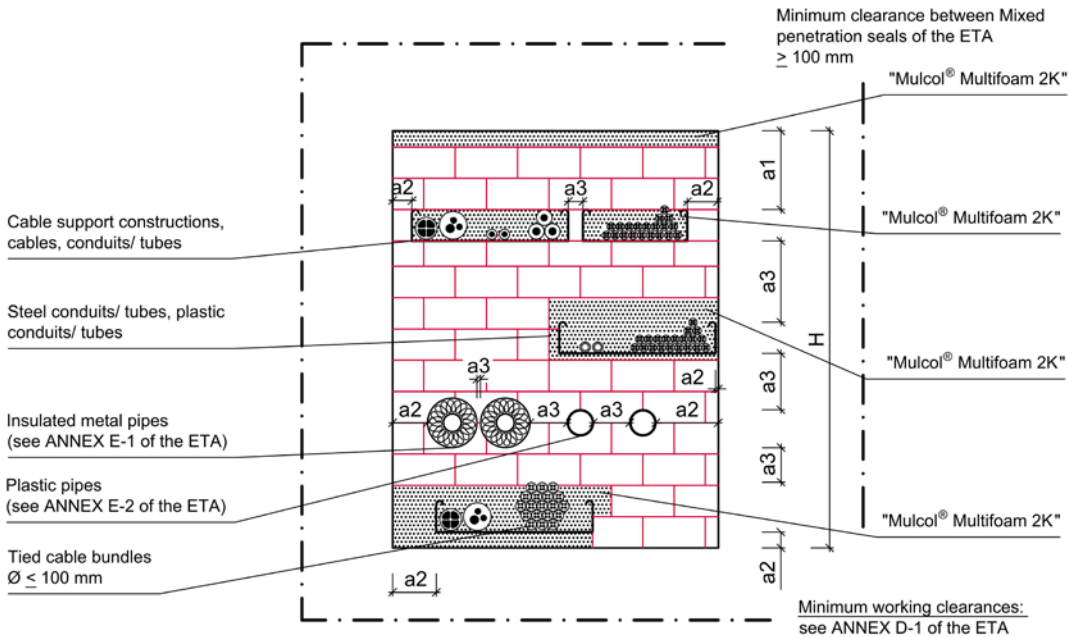 Minimum clearance between Mixed
penetration seals of the ETA
≥ 100 mm
"Mulcol® Multifoam 2K"
a1
a2
a3
a2
Cable support constructions,
cables, conduits/ tubes
"Mulcol® Multifoam 2K"
a3
H
Steel conduits/ tubes, plastic
conduits/ tubes
"Mulcol® Multifoam 2K"
a3
a2
a3
Insulated metal pipes
(see ANNEX E-1 of the ETA)
a2
a3
a3
a2
a3
Plastic pipes
(see ANNEX E-2 of the ETA)
"Mulcol® Multifoam 2K"
Tied cable bundles
Ø ≤ 100 mm
a2
a2
Minimum working clearances:
see ANNEX D-1 of the ETA